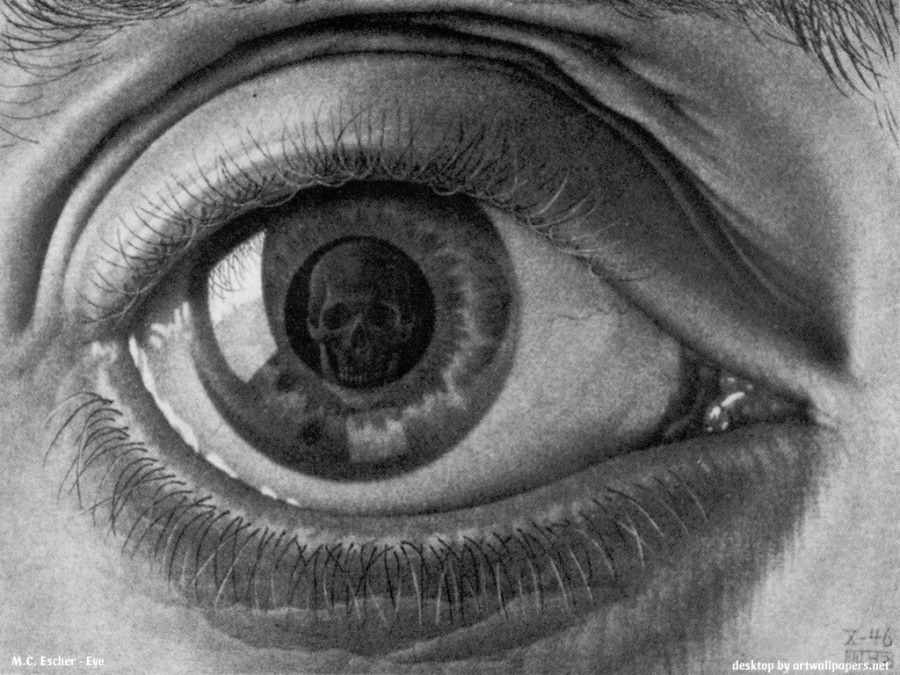 X-46
M.C. Escher - Eye
desktop by artwallpapers.net